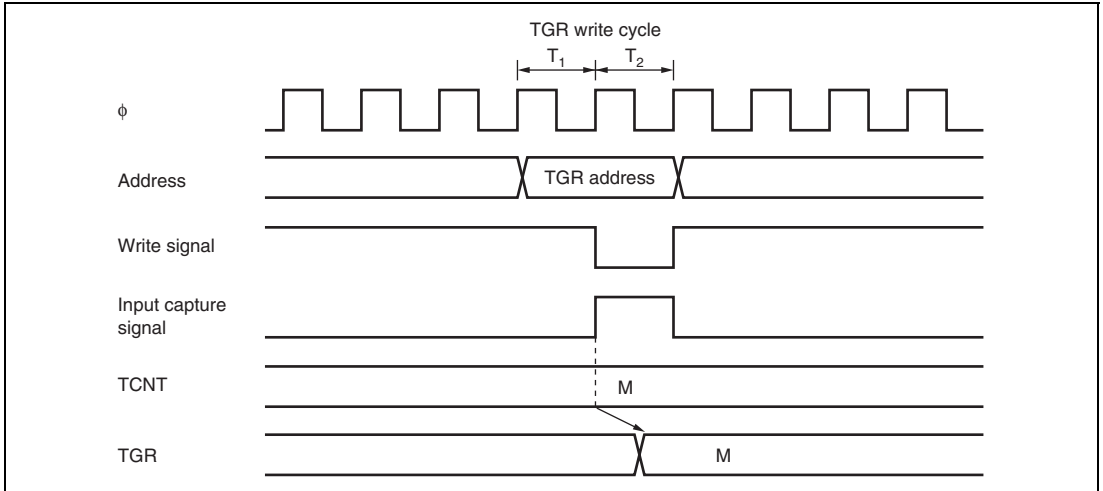 TGR write cycle
T1 T2
ϕ
Address
TGR address
Write signal
Input capture
signal
TCNT
M
TGR
M